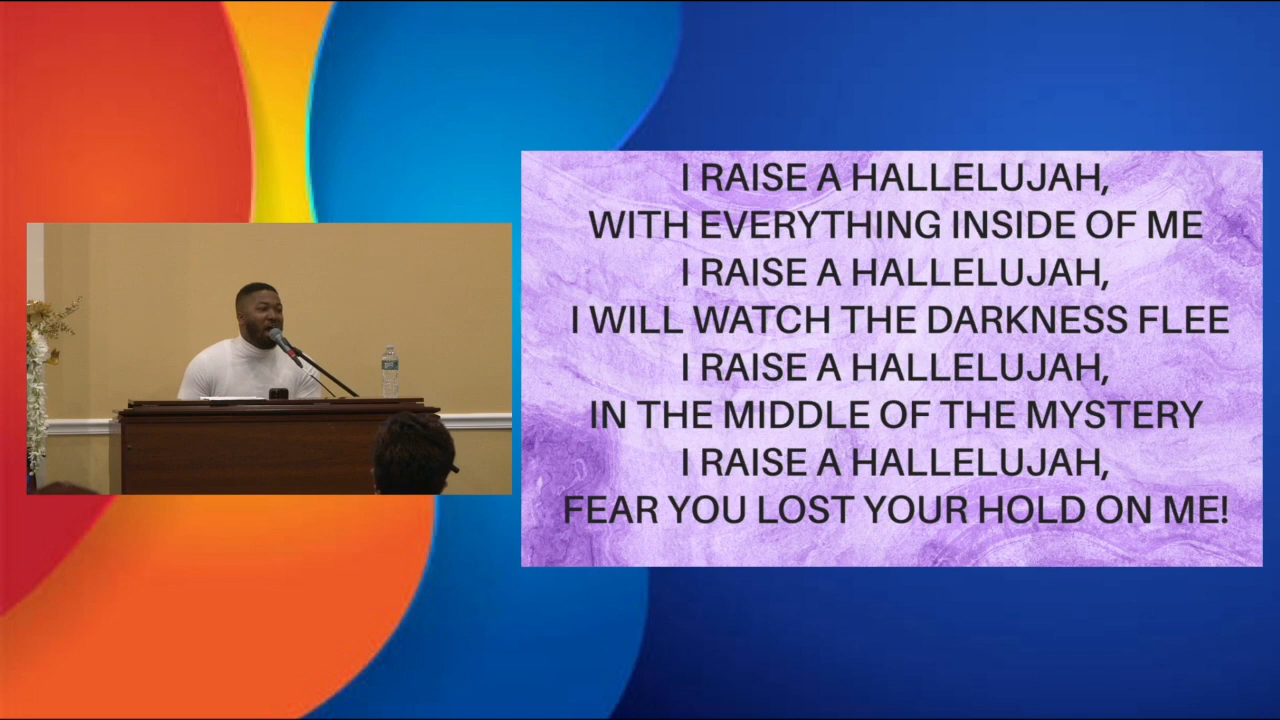 I RAISE A HALLELUJAH,
WITH EVERYTHING INSIDE OF ME
I RAISE A HALLELUJAH,
I WILL WATCH THE DARKNESS FLEE
I RAISE A HALLELUJAH,
IN THE MIDDLE OF THE MYSTERY
I RAISE A HALLELUJAH,
FEAR YOU LOST YOUR HOLD ON ME!